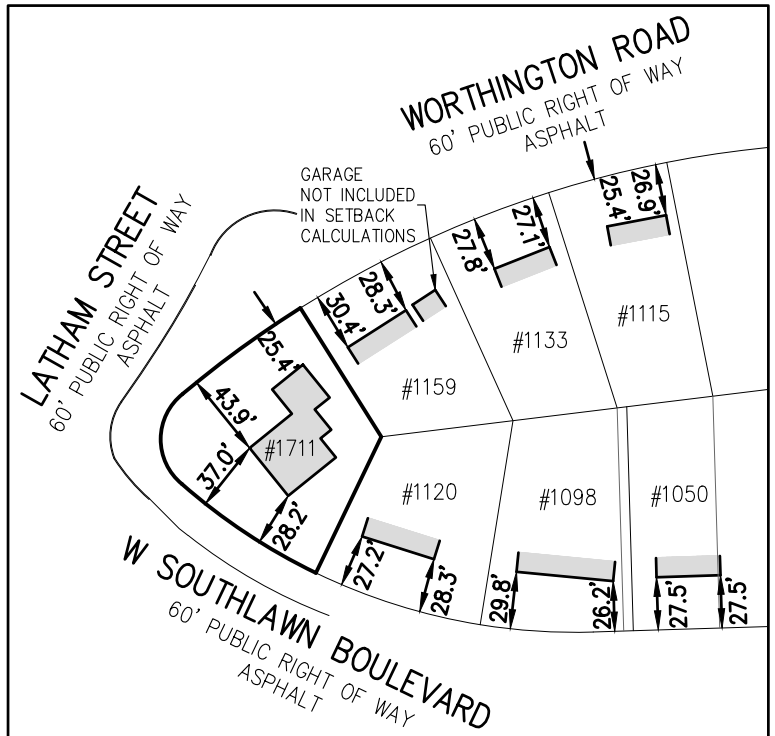 WORTHINGTON ROAD
60' PUBLIC RIGHT OF WAY
ASPHALT
GARAGE
NOT INCLUDED
IN SETBACK
CALCULATIONS
LATHAM STREET
60' PUBLIC RIGHT OF WAY
ASPHALT
25.4'
26.9'
27.8'
27.1'
30.4'
28.3'
#1115
#1133
#1159
25.4'
43.9'
37.0'
28.2'
#1711
#1120
#1098
#1050
27.2'
28.3'
29.8'
26.2'
27.5'
27.5'
W SOUTHLAWN BOULEVARD
60' PUBLIC RIGHT OF WAY
ASPHALT